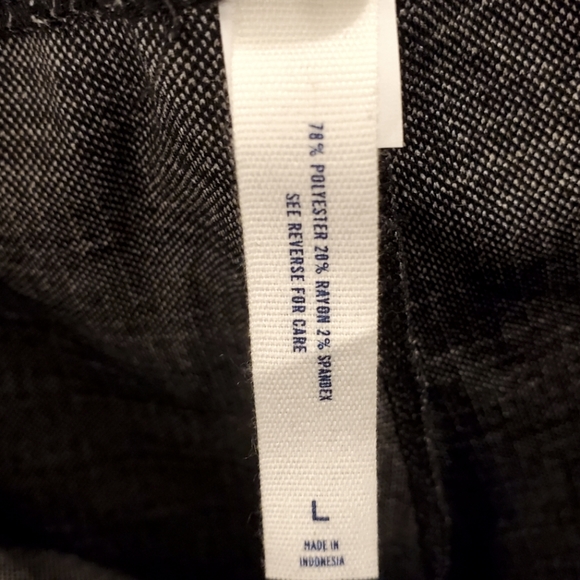 78% POLYESTER 20% RAYON 2% SPANDEX
SEE REVERSE FOR CARE
L
MADE IN
INDONESIA